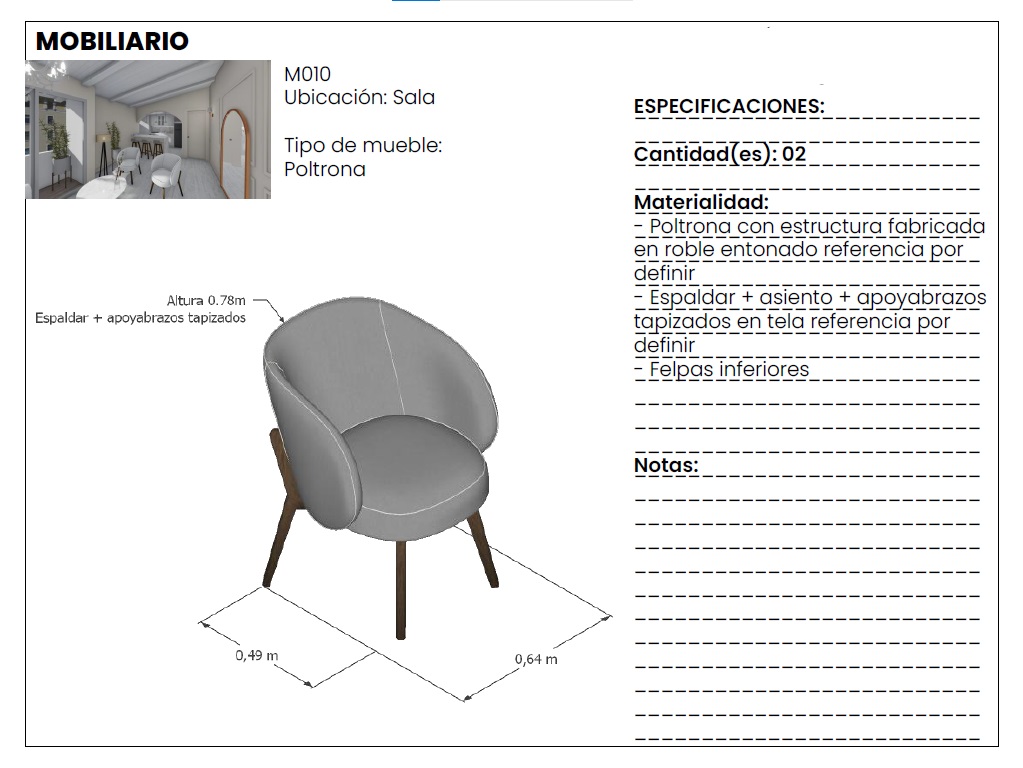 MOBILIARIO
M010
Ubicación: Sala
Tipo de mueble:
Poltrona
ESPECIFICACIONES:
Cantidad(es): 02
Materialidad:
- Poltrona con estructura fabricada
en roble entonado referencia por
definir
- Espaldar + asiento + apoyabrazos
tapizados en tela referencia por
definir
- Felpas inferiores
Notas:
Altura 0.78m
Espaldar + apoyabrazos tapizados
0,49 m
0,64 m